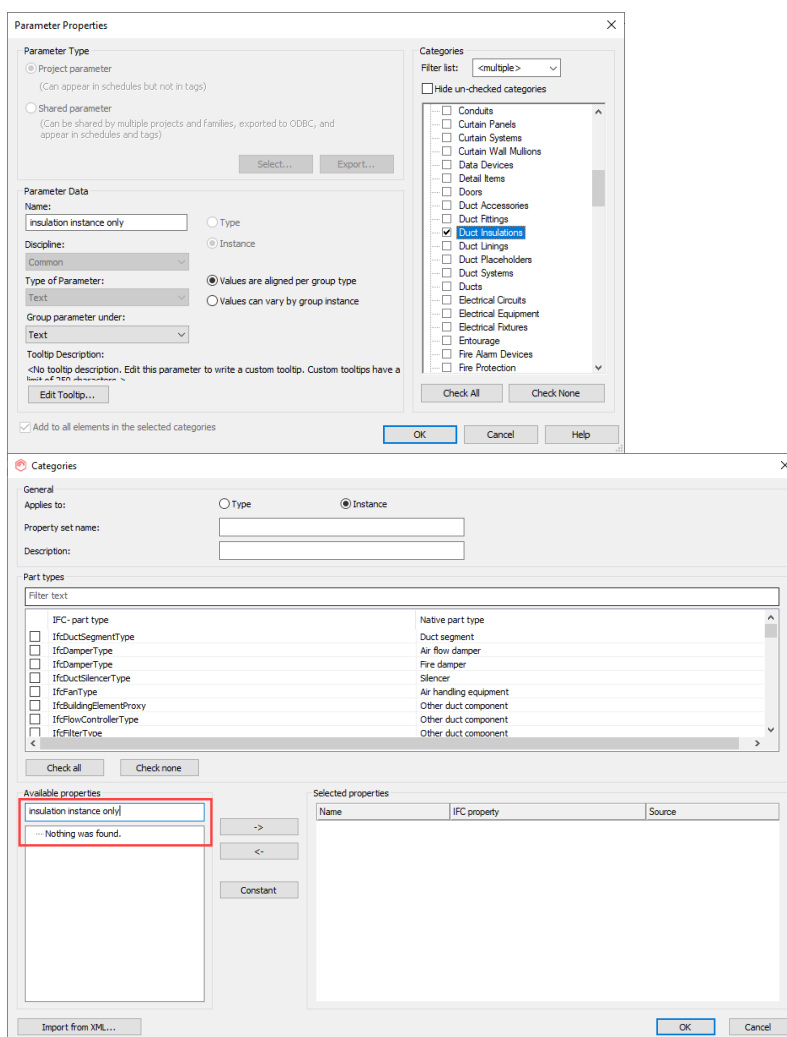 Parameter Properties
Parameter Type
Project parameter
(Can appear in schedules but not in tags)
Shared parameter
(Can be shared by multiple projects and families, exported to ODBC, and
appear in schedules and tags)
Select...
Export...
Parameter Data
Name:
insulation instance only
Type
Discipline:
Instance
Common
Type of Parameter:
Values are aligned per group type
Text
Values can vary by group instance
Group parameter under:
Text
Tooltip Description:
<No tooltip description. Edit this parameter to write a custom tooltip. Custom tooltips have a
limit of 250 characters.>
Edit Tooltip...
Add to all elements in the selected categories
Categories
Filter list:
<multiple>
Hide un-checked categories
Conduits
Curtain Panels
Curtain Systems
Curtain Wall Mullions
Data Devices
Detail Items
Doors
Duct Accessories
Duct Fittings
Duct Insulations
Duct Linings
Duct Placeholders
Duct Systems
Ducts
Electrical Circuits
Electrical Equipment
Electrical Fixtures
Entourage
Fire Alarm Devices
Fire Protection
Check All
Check None
OK
Cancel
Help
Categories
General
Applies to:
Type
Instance
Property set name:
Description:
Part types
Filter text
IFC- part type
Native part type
IfcDuctSegmentType
Duct segment
IfcDamperType
Air flow damper
IfcDamperType
Fire damper
IfcDuctSilencerType
Silencer
IfcFanType
Air handling equipment
IfcBuildingElementProxy
Other duct component
IfcFlowControllerType
Other duct component
IfcFilterType
Other duct component
Check all
Check none
Available properties
insulation instance only
Nothing was found.
->
<-
Constant
Selected properties
Name
IFC property
Source
Import from XML...
OK
Cancel